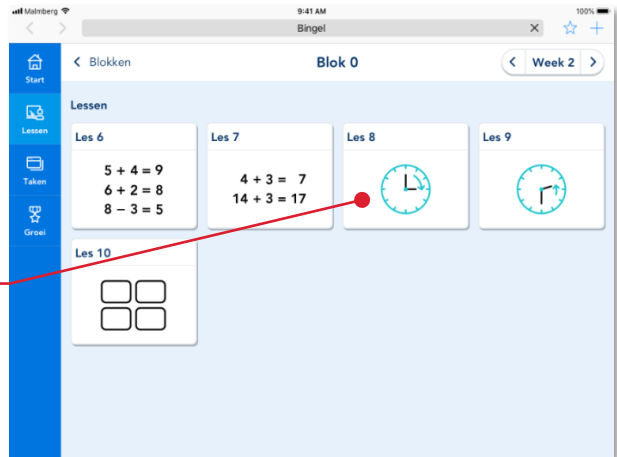 Malmberg 9:41 AM 100%
Bingel
Start
Lessen
Taken
Groei
Blokken
Blok 0
Week 2
Lessen
Les 6
5 + 4 = 9
6 + 2 = 8
8 − 3 = 5
Les 7
4 + 3 = 7
14 + 3 = 17
Les 8
Les 9
Les 10